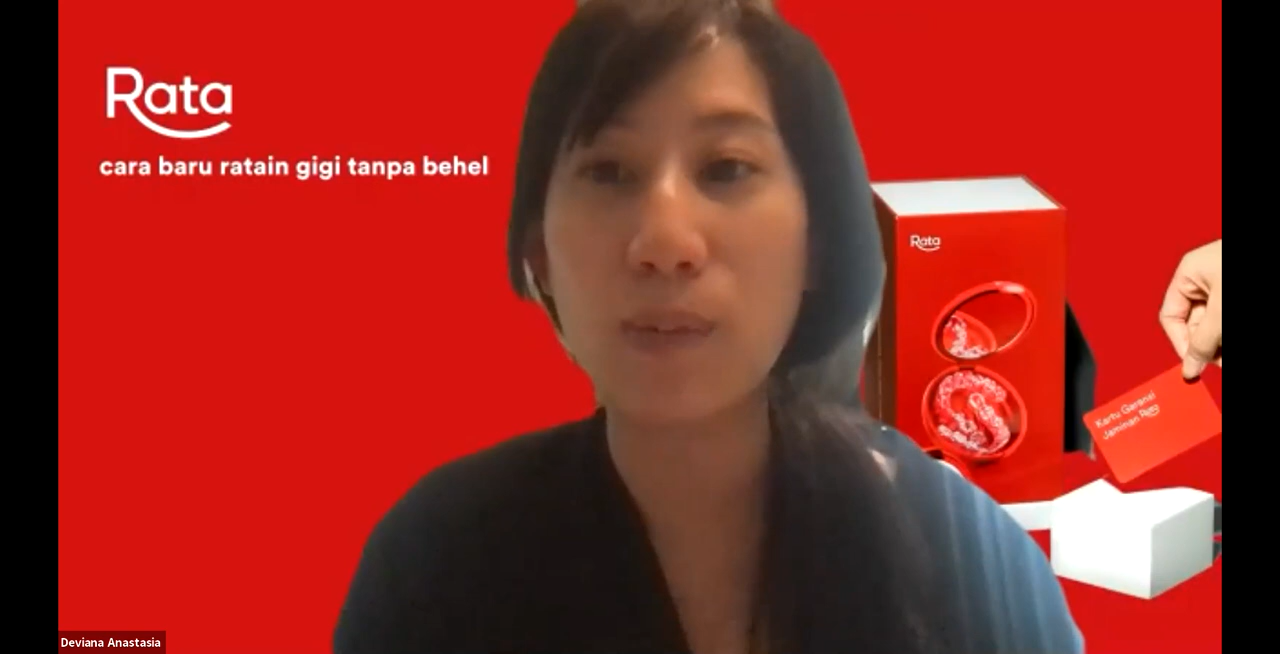 Rata
cara baru ratain gigi tanpa behel
Rata
Kartu Garansi
Jaminan Rata
Deviana Anastasia